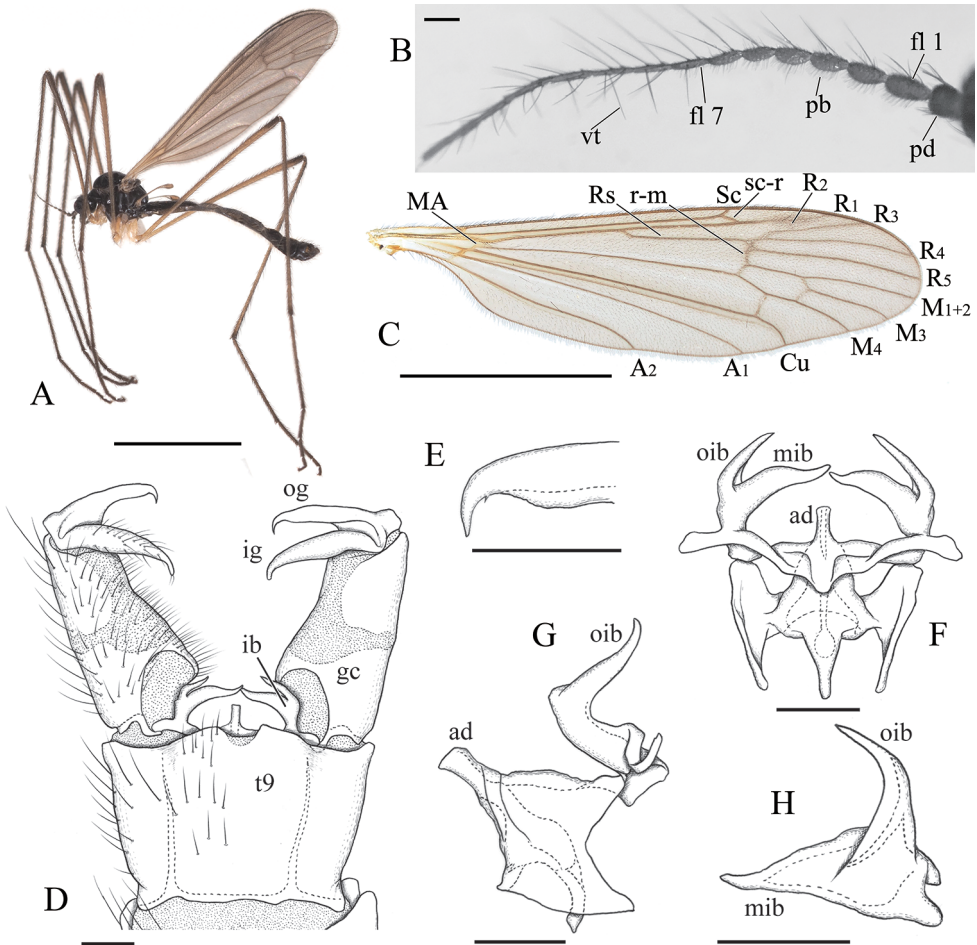 A
B
fl 1
pb
fl 7
vt
pd
MA
Rs
r-m
Sc
sc-r
R2
R1
R3
R4
R5
M1+2
M3
M4
Cu
A1
A2
C
og
ig
ib
gc
t9
D
E
oib
mib
ad
F
G
oib
ad
oib
H
mib